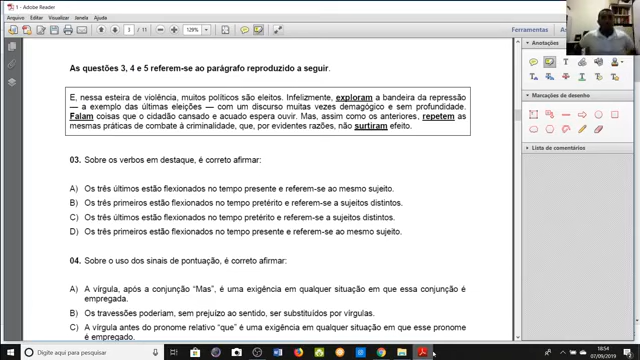 1 - Adobe Reader
Arquivo Editar Visualizar Janela Ajuda
3 / 11
129%
Ferramentas
As questões 3, 4 e 5 referem-se ao parágrafo reproduzido a seguir.
E, nessa esteira de violência, muitos políticos são eleitos. Infelizmente, exploram a bandeira da repressão
— a exemplo das últimas eleições — com um discurso muitas vezes demagógico e sem profundidade.
Falam coisas que o cidadão cansado e acuado espera ouvir. Mas, assim como os anteriores, repetem as
mesmas práticas de combate à criminalidade, que, por evidentes razões, não surtiram efeito.
03. Sobre os verbos em destaque, é correto afirmar:
A) Os três últimos estão flexionados no tempo presente e referem-se ao mesmo sujeito.
B) Os três primeiros estão flexionados no tempo pretérito e referem-se a sujeitos distintos.
C) Os três últimos estão flexionados no tempo pretérito e referem-se a sujeitos distintos.
D) Os três primeiros estão flexionados no tempo presente e referem-se ao mesmo sujeito.
04. Sobre o uso dos sinais de pontuação, é correto afirmar:
A) A vírgula, após a conjunção “Mas”, é uma exigência em qualquer situação em que essa conjunção é
empregada.
B) Os travessões poderiam, sem prejuízo ao sentido, ser substituídos por vírgulas.
C) A vírgula antes do pronome relativo “que” é uma exigência em qualquer situação em que esse pronome
é empregado.
Anotações
Marcações de desenho
Lista de comentários
Digite aqui para pesquisar
18:54
07/09/2019